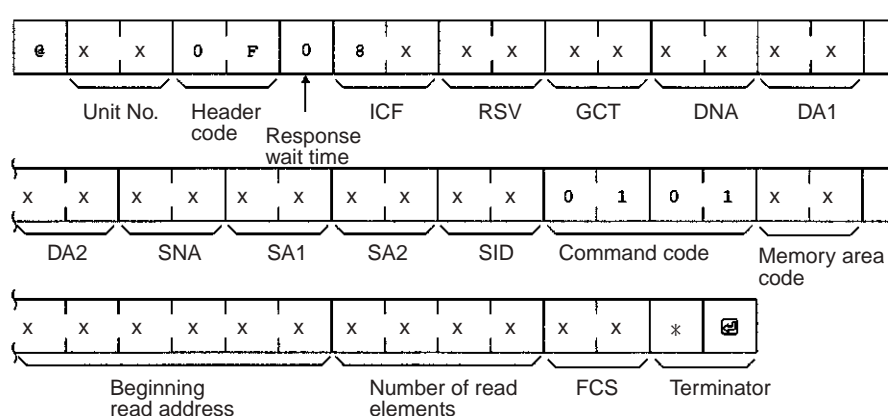 @ x x 0 F 0 8 x x x x x x x x x
Unit No. Header code Response wait time ICF RSV GCT DNA DA1
x x x x x x x x x x 0 1 0 1 x x
DA2 SNA SA1 SA2 SID Command code Memory area code
x x x x x x x x x x x x * ↵
Beginning read address Number of read elements FCS Terminator